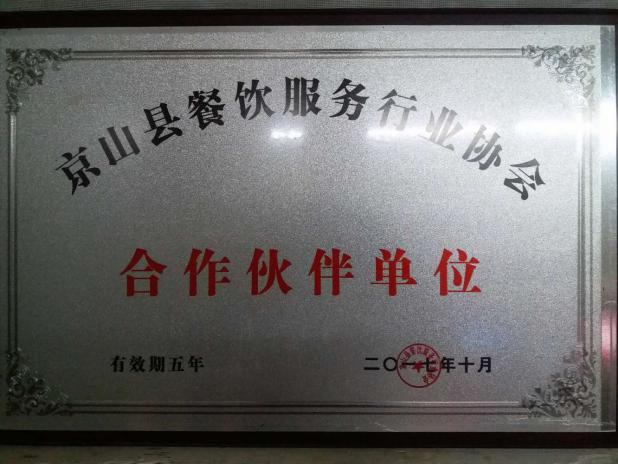 京山县餐饮服务行业协会
合作伙伴单位
有效期五年
二〇一七年十月